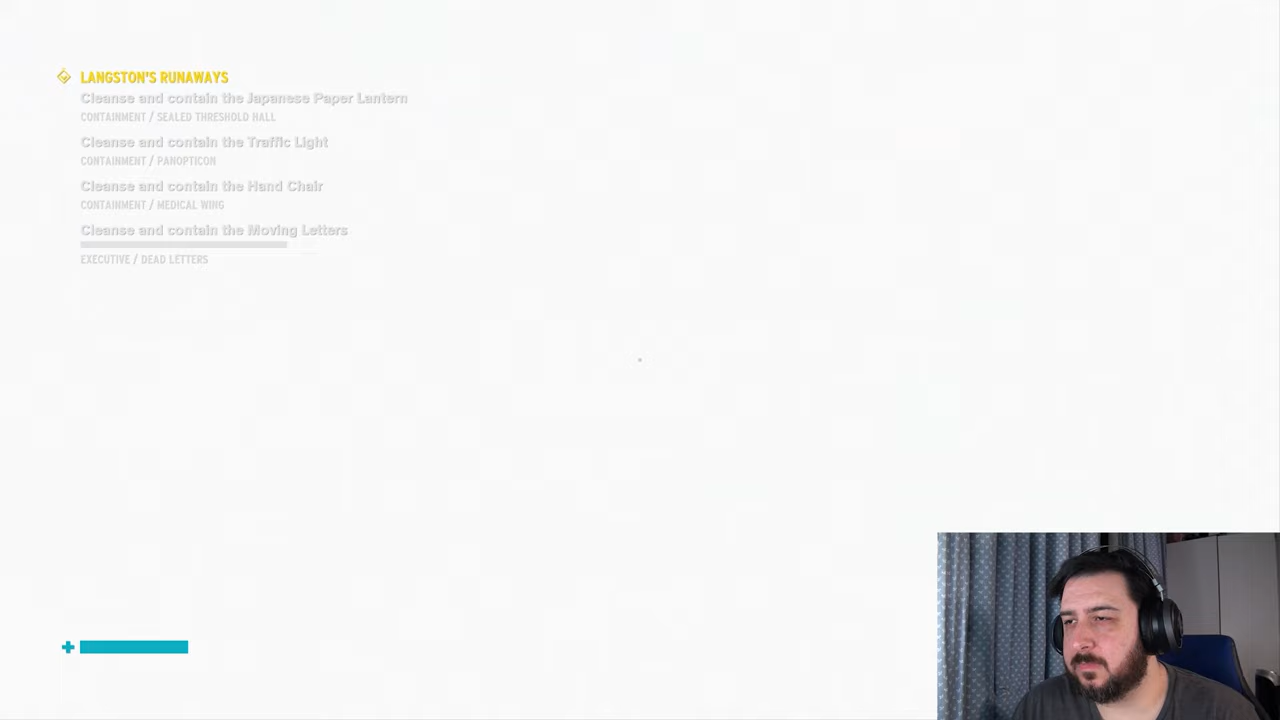 LANGSTON'S RUNAWAYS
Cleanse and contain the Japanese Paper Lantern
CONTAINMENT / SEALED THRESHOLD HALL
Cleanse and contain the Traffic Light
CONTAINMENT / PANOPTICON
Cleanse and contain the Hand Chair
CONTAINMENT / MEDICAL WING
Cleanse and contain the Moving Letters
EXECUTIVE / DEAD LETTERS